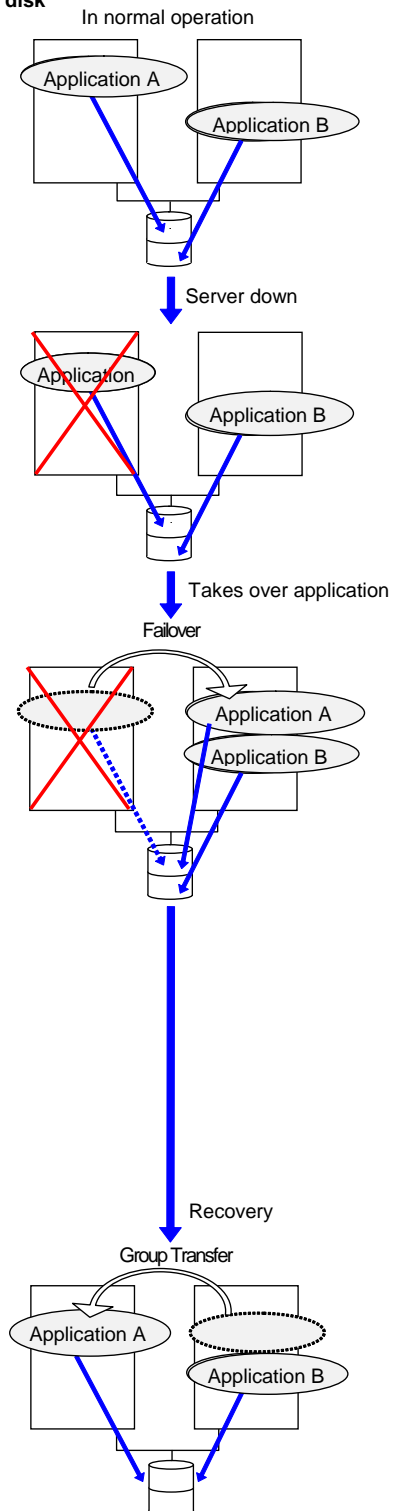 disk
In normal operation
Application A
Application B
Server down
Application
Application B
Takes over application
Failover
Application A
Application B
Recovery
Group Transfer
Application A
Application B